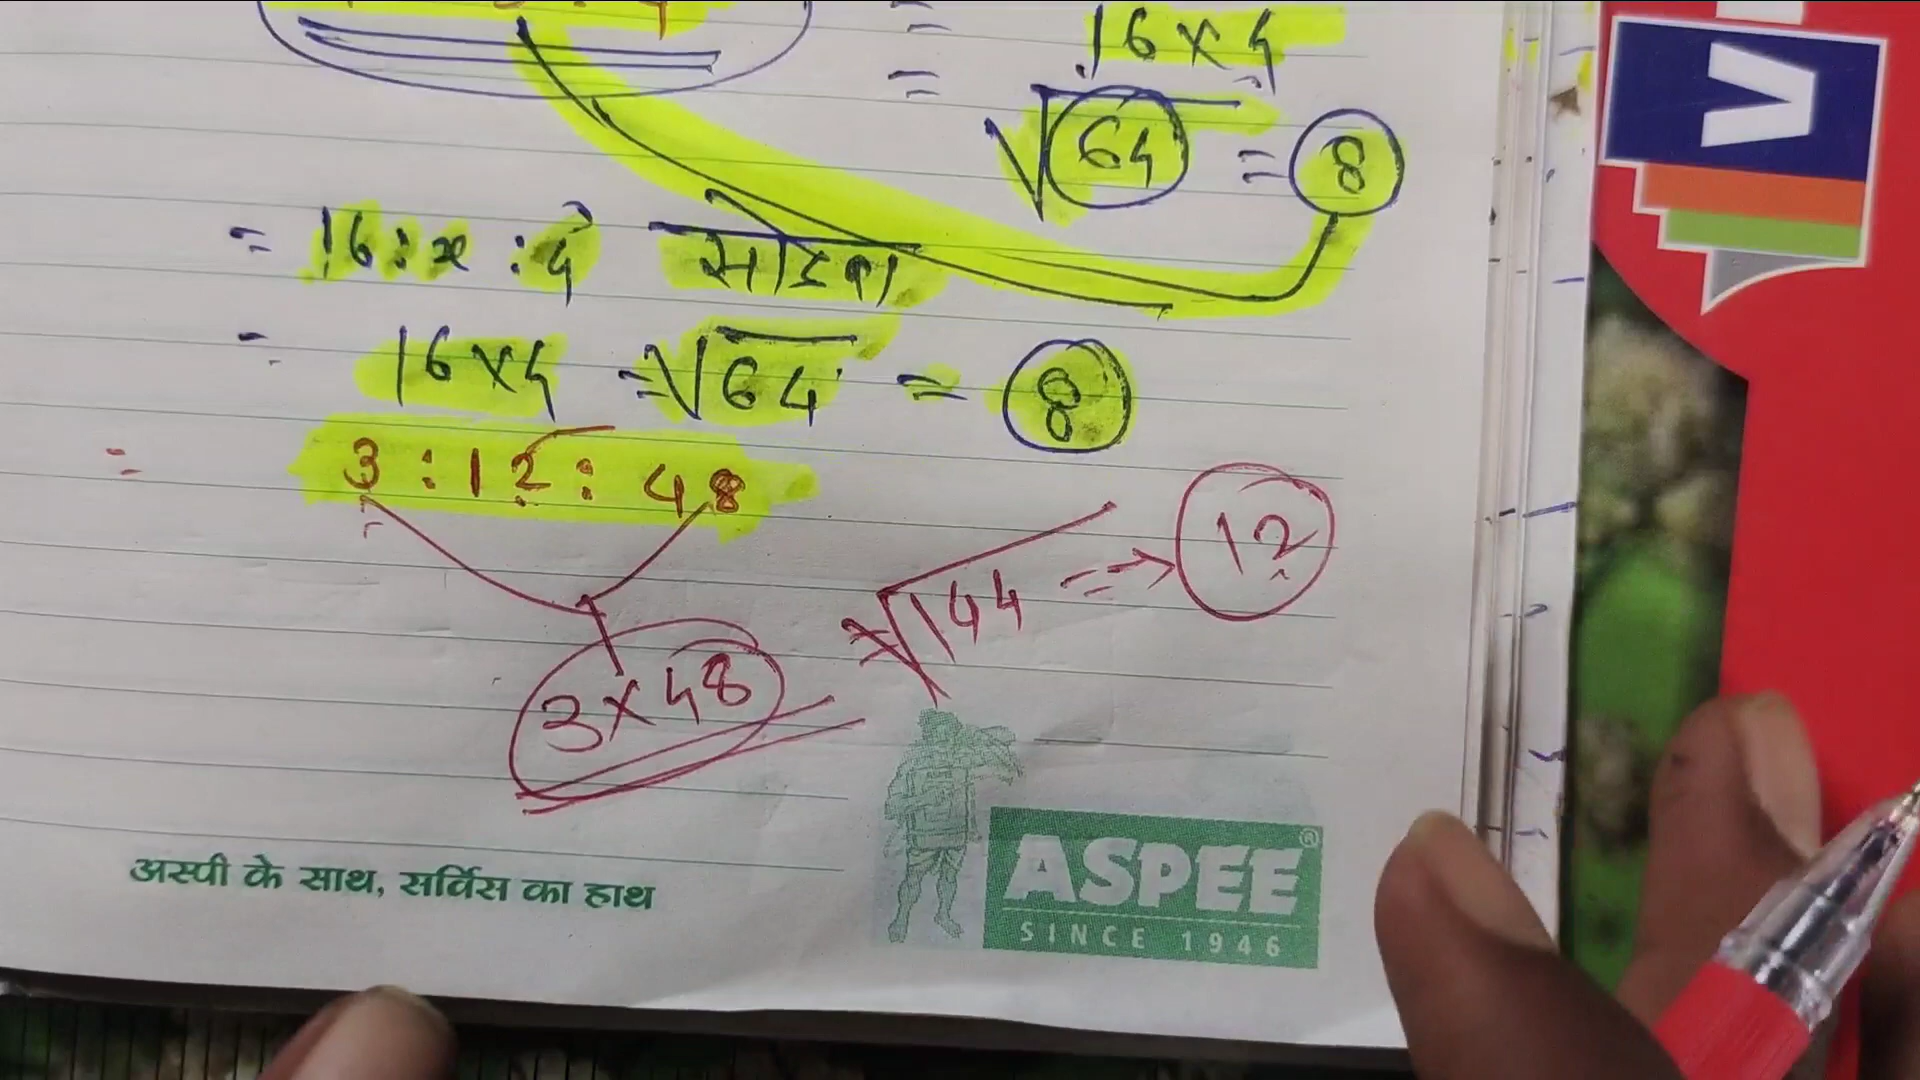 = 16×4
= √64 = 8
= 16 : x : 4
= 16×4 = √64 = 8
= 3 : 12 : 48
√144 = → 12
3×48
अस्पी के साथ, सर्विस का हाथ
ASPEE®
SINCE 1946